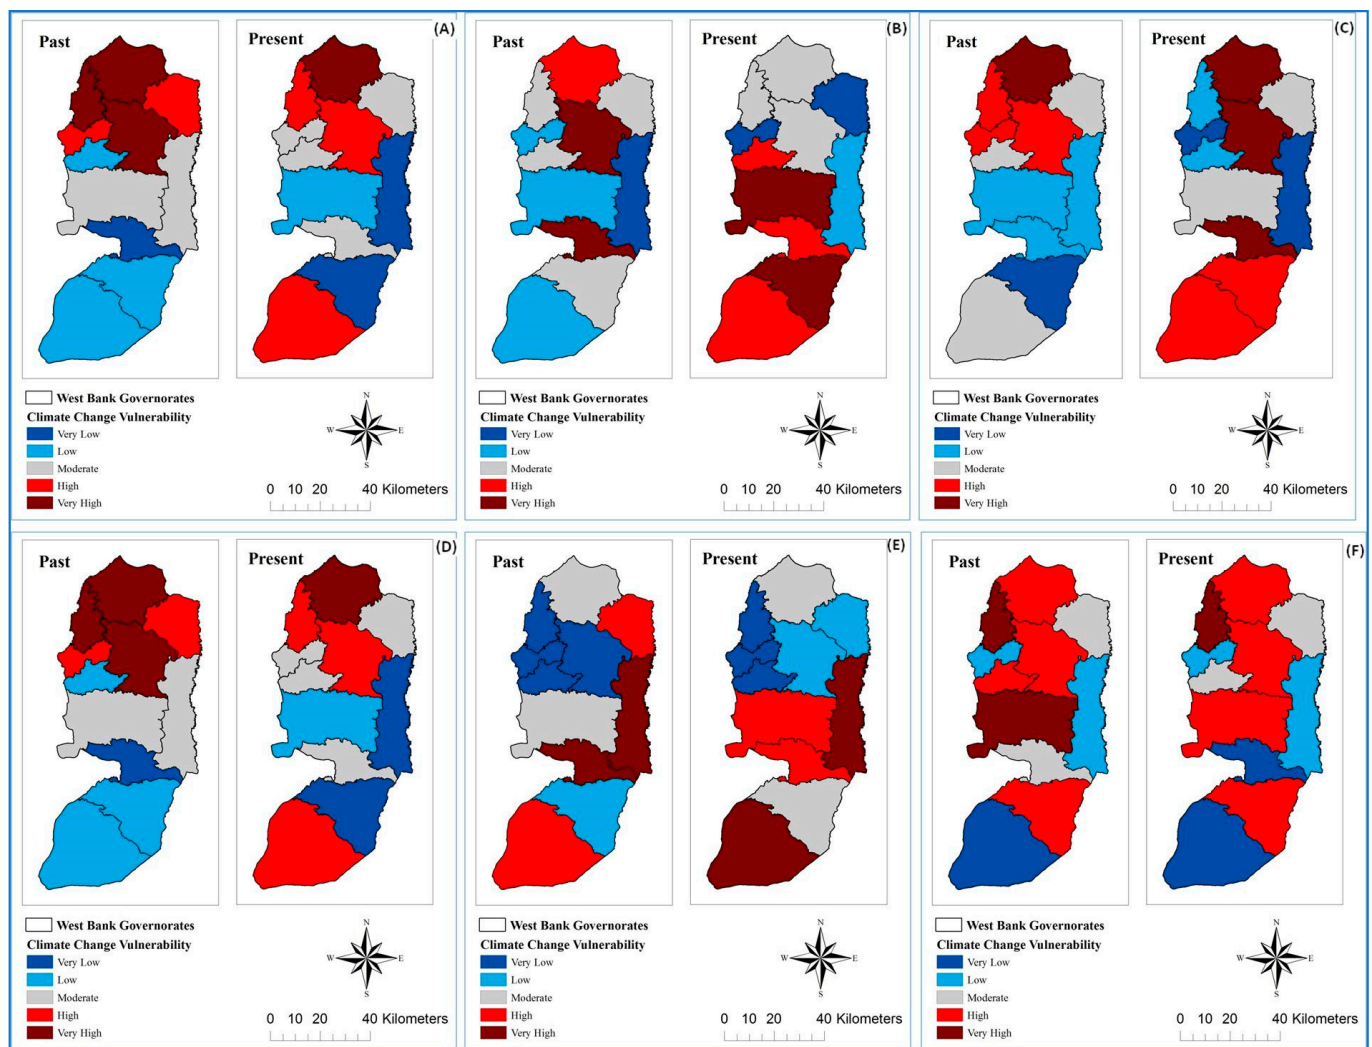 Past
Present
(A)
West Bank Governorates
Climate Change Vulnerability
Very Low
Low
Moderate
High
Very High
N
W
E
S
0 10 20 40 Kilometers
Past
Present
(B)
West Bank Governorates
Climate Change Vulnerability
Very Low
Low
Moderate
High
Very High
N
W
E
S
0 10 20 40 Kilometers
Past
Present
(C)
West Bank Governorates
Climate Change Vulnerability
Very Low
Low
Moderate
High
Very High
N
W
E
S
0 10 20 40 Kilometers
Past
Present
(D)
West Bank Governorates
Climate Change Vulnerability
Very Low
Low
Moderate
High
Very High
N
W
E
S
0 10 20 40 Kilometers
Past
Present
(E)
West Bank Governorates
Climate Change Vulnerability
Very Low
Low
Moderate
High
Very High
N
W
E
S
0 10 20 40 Kilometers
Past
Present
(F)
West Bank Governorates
Climate Change Vulnerability
Very Low
Low
Moderate
High
Very High
N
W
E
S
0 10 20 40 Kilometers